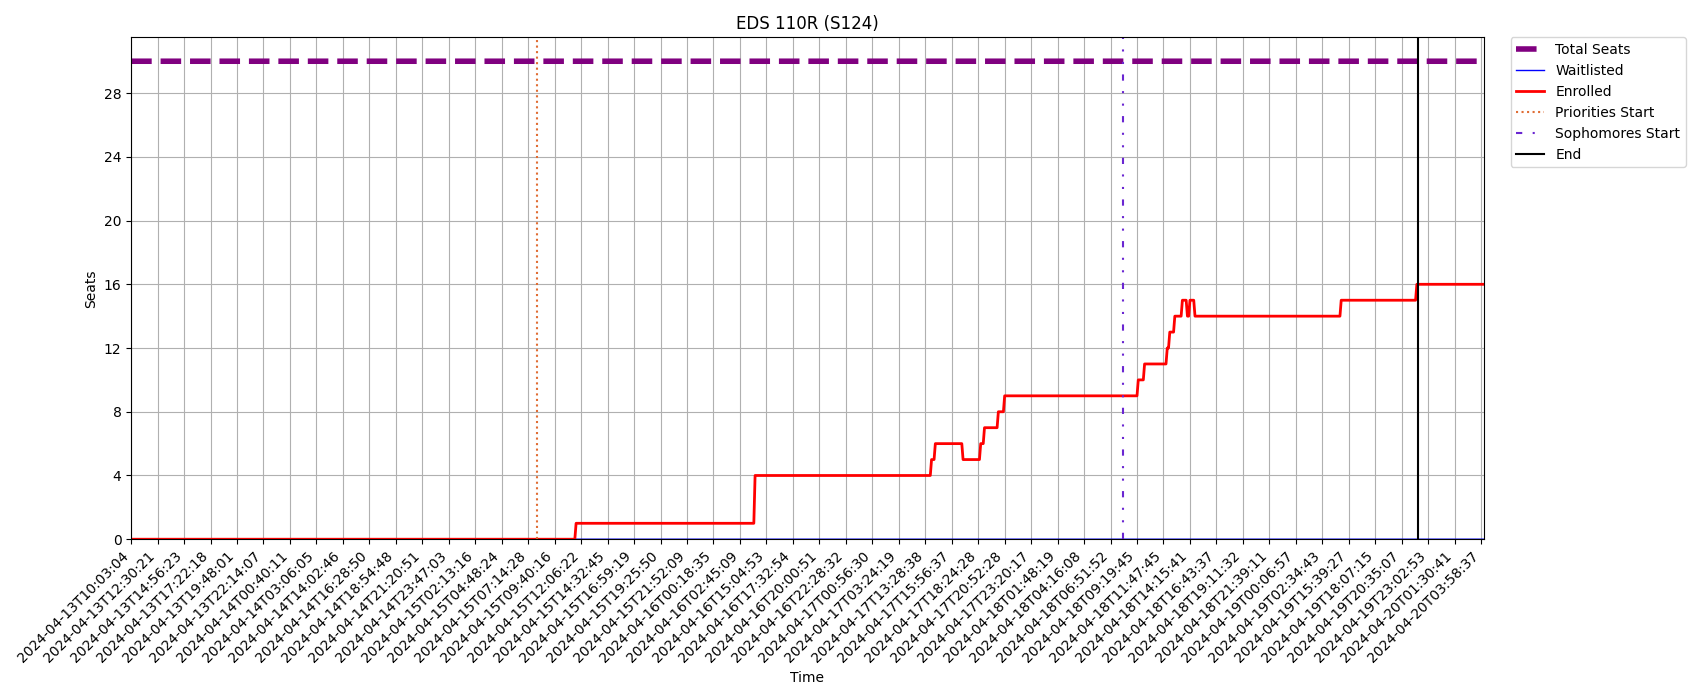 EDS 110R (S124)
Total Seats
Waitlisted
Enrolled
Priorities Start
Sophomores Start
End
Seats
28
24
20
16
12
8
4
0
2024-04-13T10:03:04
2024-04-13T12:30:21
2024-04-13T14:56:23
2024-04-13T17:22:18
2024-04-13T19:48:01
2024-04-13T22:14:07
2024-04-14T00:40:11
2024-04-14T03:06:05
2024-04-14T14:02:46
2024-04-14T16:28:50
2024-04-14T18:54:48
2024-04-14T21:20:51
2024-04-14T23:47:03
2024-04-15T02:13:16
2024-04-15T04:48:24
2024-04-15T07:14:28
2024-04-15T09:40:16
2024-04-15T12:06:22
2024-04-15T14:32:45
2024-04-15T16:59:19
2024-04-15T19:25:50
2024-04-15T21:52:09
2024-04-16T00:18:35
2024-04-16T02:45:09
2024-04-16T15:04:53
2024-04-16T17:32:54
2024-04-16T20:00:51
2024-04-16T22:28:32
2024-04-17T00:56:30
2024-04-17T03:24:19
2024-04-17T13:28:38
2024-04-17T15:56:37
2024-04-17T18:24:28
2024-04-17T20:52:28
2024-04-17T23:20:17
2024-04-18T01:48:19
2024-04-18T04:16:08
2024-04-18T06:51:52
2024-04-18T09:19:45
2024-04-18T11:47:45
2024-04-18T14:15:41
2024-04-18T16:43:37
2024-04-18T19:11:32
2024-04-18T21:39:11
2024-04-19T00:06:57
2024-04-19T02:34:43
2024-04-19T15:39:27
2024-04-19T18:07:15
2024-04-19T20:35:07
2024-04-19T23:02:53
2024-04-20T01:30:41
2024-04-20T03:58:37
Time